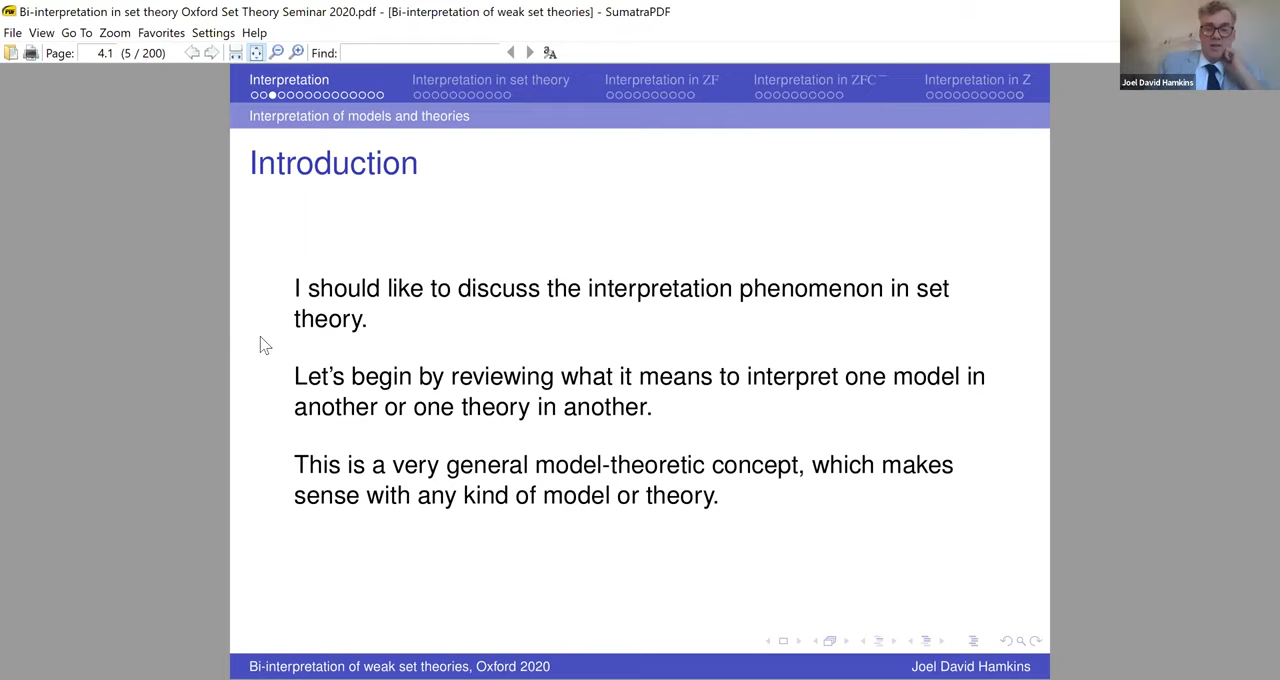 Bi-interpretation in set theory Oxford Set Theory Seminar 2020.pdf - [Bi-interpretation of weak set theories] - SumatraPDF
File View Go To Zoom Favorites Settings Help
Page: 4.1 (5 / 200) Find:
Joel David Hamkins
Interpretation Interpretation in set theory Interpretation in ZF Interpretation in ZFC⁻ Interpretation in Z
Interpretation of models and theories
Introduction
I should like to discuss the interpretation phenomenon in set
theory.
Let's begin by reviewing what it means to interpret one model in
another or one theory in another.
This is a very general model-theoretic concept, which makes
sense with any kind of model or theory.
Bi-interpretation of weak set theories, Oxford 2020 Joel David Hamkins